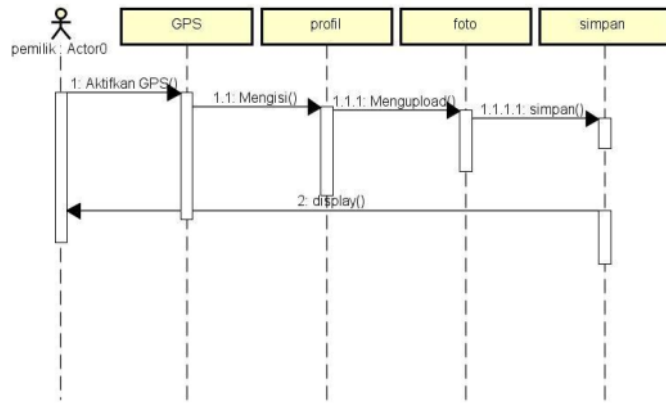 GPS
profil
foto
simpan
pemilik : Actor0
1: Aktifkan GPS()
1.1: Mengisi()
1.1.1: Mengupload()
1.1.1.1: simpan()
2: display()